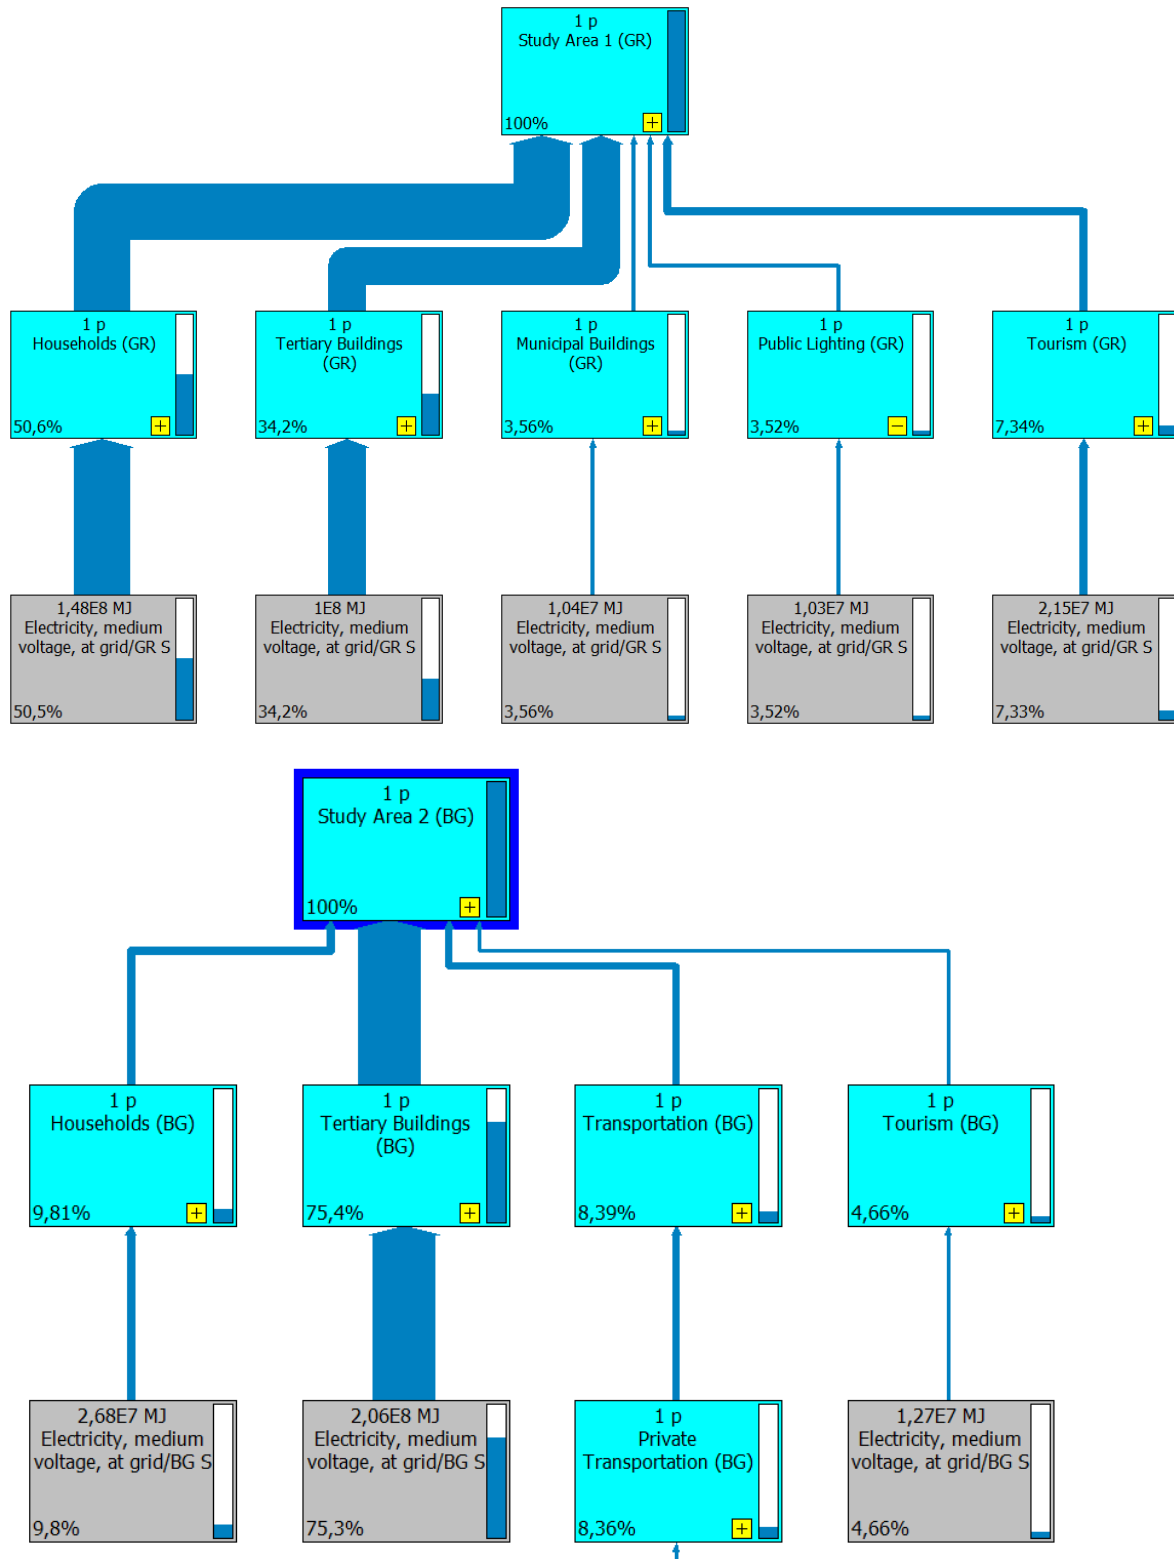 1 p
Study Area 1 (GR)
100%
+
1 p
Households (GR)
50,6%
+
1 p
Tertiary Buildings
(GR)
34,2%
+
1 p
Municipal Buildings
(GR)
3,56%
+
1 p
Public Lighting (GR)
3,52%
−
1 p
Tourism (GR)
7,34%
+
1,48E8 MJ
Electricity, medium
voltage, at grid/GR S
50,5%
1E8 MJ
Electricity, medium
voltage, at grid/GR S
34,2%
1,04E7 MJ
Electricity, medium
voltage, at grid/GR S
3,56%
1,03E7 MJ
Electricity, medium
voltage, at grid/GR S
3,52%
2,15E7 MJ
Electricity, medium
voltage, at grid/GR S
7,33%
1 p
Study Area 2 (BG)
100%
+
1 p
Households (BG)
9,81%
+
1 p
Tertiary Buildings
(BG)
75,4%
+
1 p
Transportation (BG)
8,39%
+
1 p
Tourism (BG)
4,66%
+
2,68E7 MJ
Electricity, medium
voltage, at grid/BG S
9,8%
2,06E8 MJ
Electricity, medium
voltage, at grid/BG S
75,3%
1 p
Private
Transportation (BG)
8,36%
+
1,27E7 MJ
Electricity, medium
voltage, at grid/BG S
4,66%